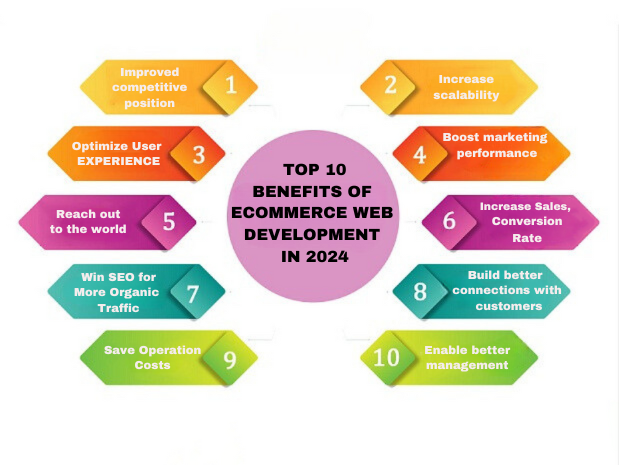 TOP 10
BENEFITS OF
ECOMMERCE WEB
DEVELOPMENT
IN 2024
Improved
competitive
position
1
2
Increase
scalability
Optimize User
EXPERIENCE
3
4
Boost marketing
performance
Reach out
to the world
5
6
Increase Sales,
Conversion
Rate
Win SEO for
More Organic
Traffic
7
8
Build better
connections with
customers
Save Operation
Costs
9
10
Enable better
management